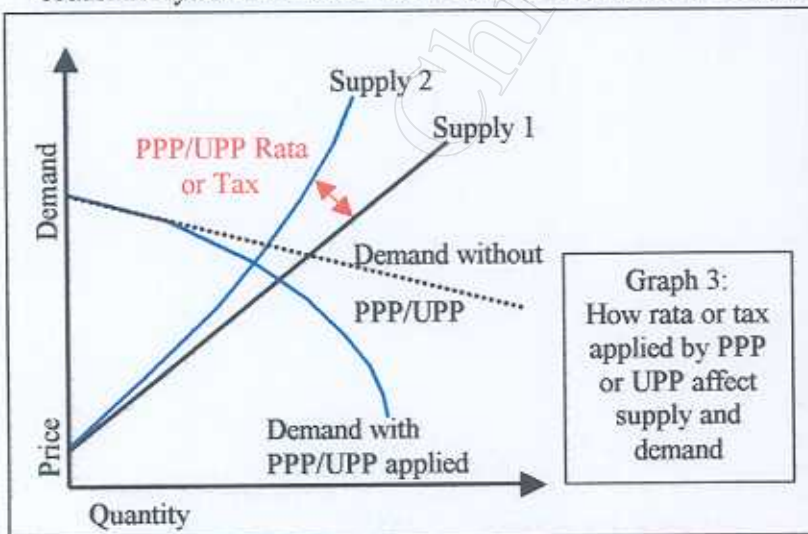 Supply 2
Supply 1
PPP/UPP Rata
or Tax
Demand
Demand without
PPP/UPP
Graph 3:
How rata or tax
applied by PPP
or UPP affect
supply and
demand
Price
Demand with
PPP/UPP applied
Quantity